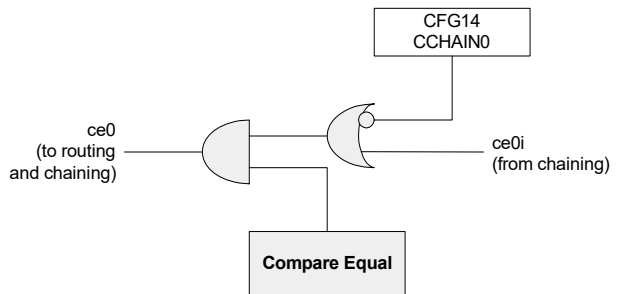 CFG14
CCHAIN0
ce0
(to routing
and chaining)
ce0i
(from chaining)
Compare Equal